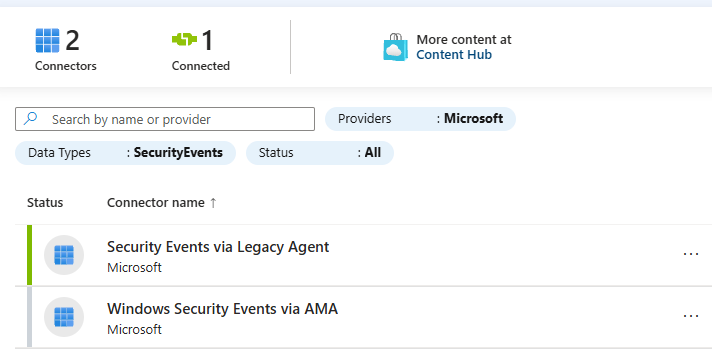 2
Connectors
1
Connected
More content at
Content Hub
Search by name or provider
Providers : Microsoft
Data Types : SecurityEvents
Status : All
Status Connector name ↑
Security Events via Legacy Agent
Microsoft
...
Windows Security Events via AMA
Microsoft
...